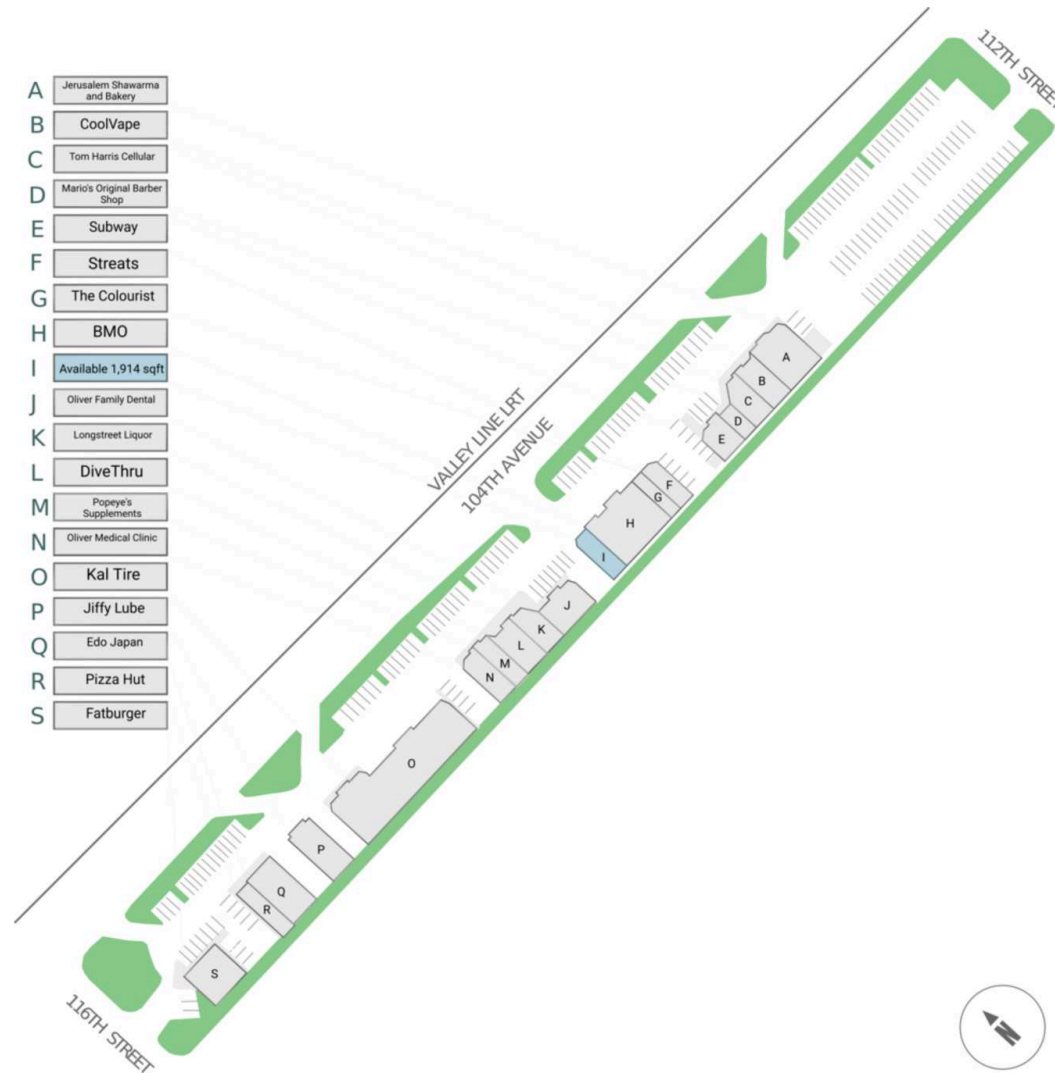 A
Jerusalem Shawarma
and Bakery
B
CoolVape
C
Tom Harris Cellular
D
Mario's Original Barber
Shop
E
Subway
F
Streats
G
The Colourist
H
BMO
I
Available 1,914 sqft
J
Oliver Family Dental
K
Longstreet Liquor
L
DiveThru
M
Popeye's
Supplements
N
Oliver Medical Clinic
O
Kal Tire
P
Jiffy Lube
Q
Edo Japan
R
Pizza Hut
S
Fatburger
112TH STREET
VALLEY LINE LRT
104TH AVENUE
116TH STREET
A
B
C
D
E
F
G
H
I
J
K
L
M
N
O
P
Q
R
S
N